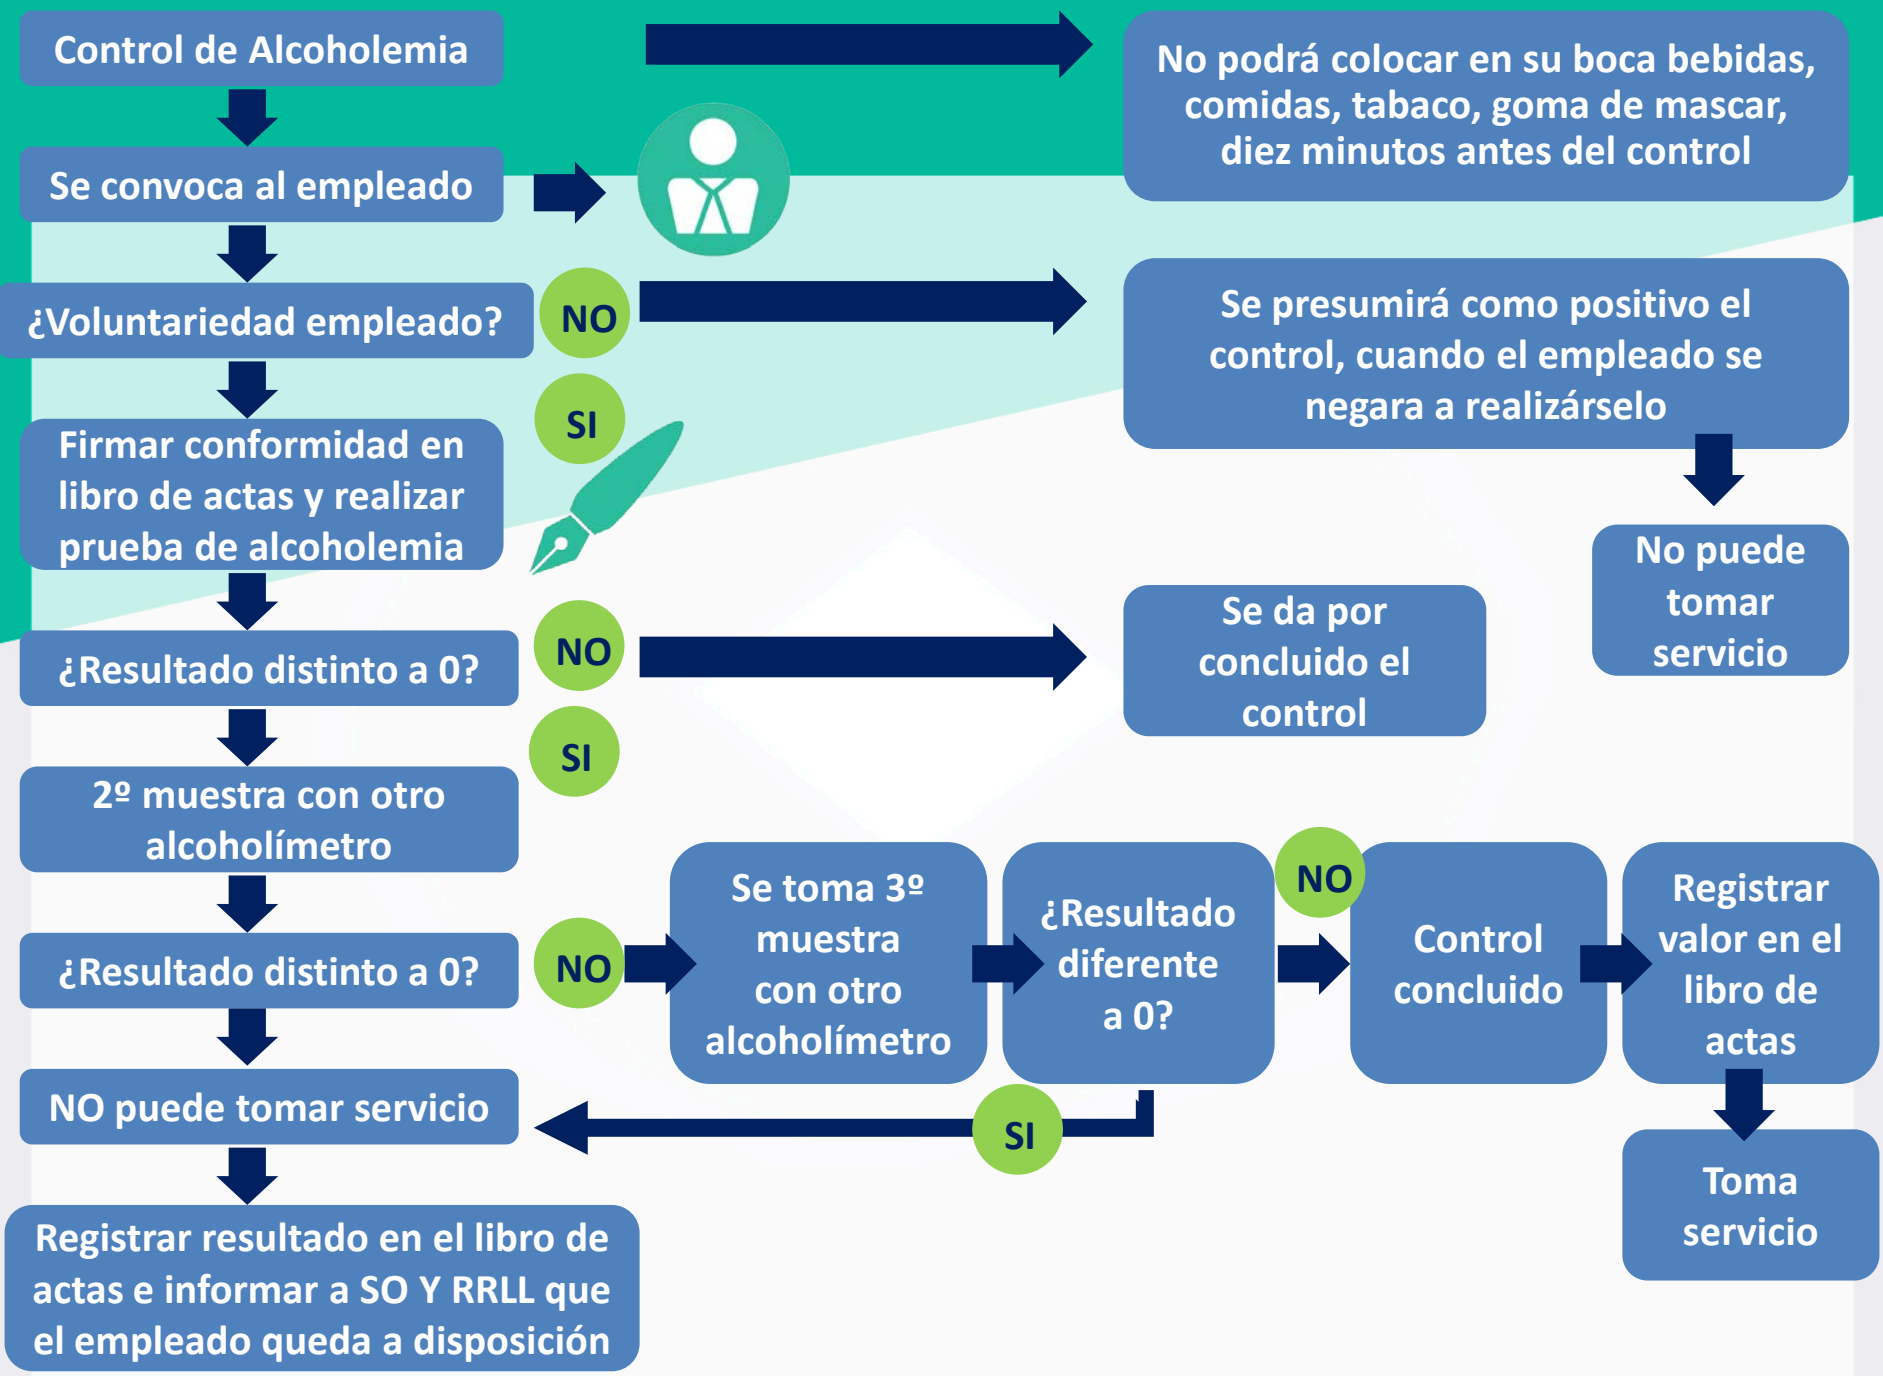 Control de Alcoholemia
No podrá colocar en su boca bebidas,
comidas, tabaco, goma de mascar,
diez minutos antes del control
Se convoca al empleado
¿Voluntariedad empleado?
NO
Se presumirá como positivo el
control, cuando el empleado se
negara a realizárselo
SI
No puede
tomar
servicio
Firmar conformidad en
libro de actas y realizar
prueba de alcoholemia
¿Resultado distinto a 0?
NO
Se da por
concluido el
control
SI
2º muestra con otro
alcoholímetro
¿Resultado distinto a 0?
NO
Se toma 3º
muestra
con otro
alcoholímetro
¿Resultado
diferente
a 0?
NO
Control
concluido
Registrar
valor en el
libro de
actas
Toma
servicio
SI
NO puede tomar servicio
Registrar resultado en el libro de
actas e informar a SO Y RRLL que
el empleado queda a disposición